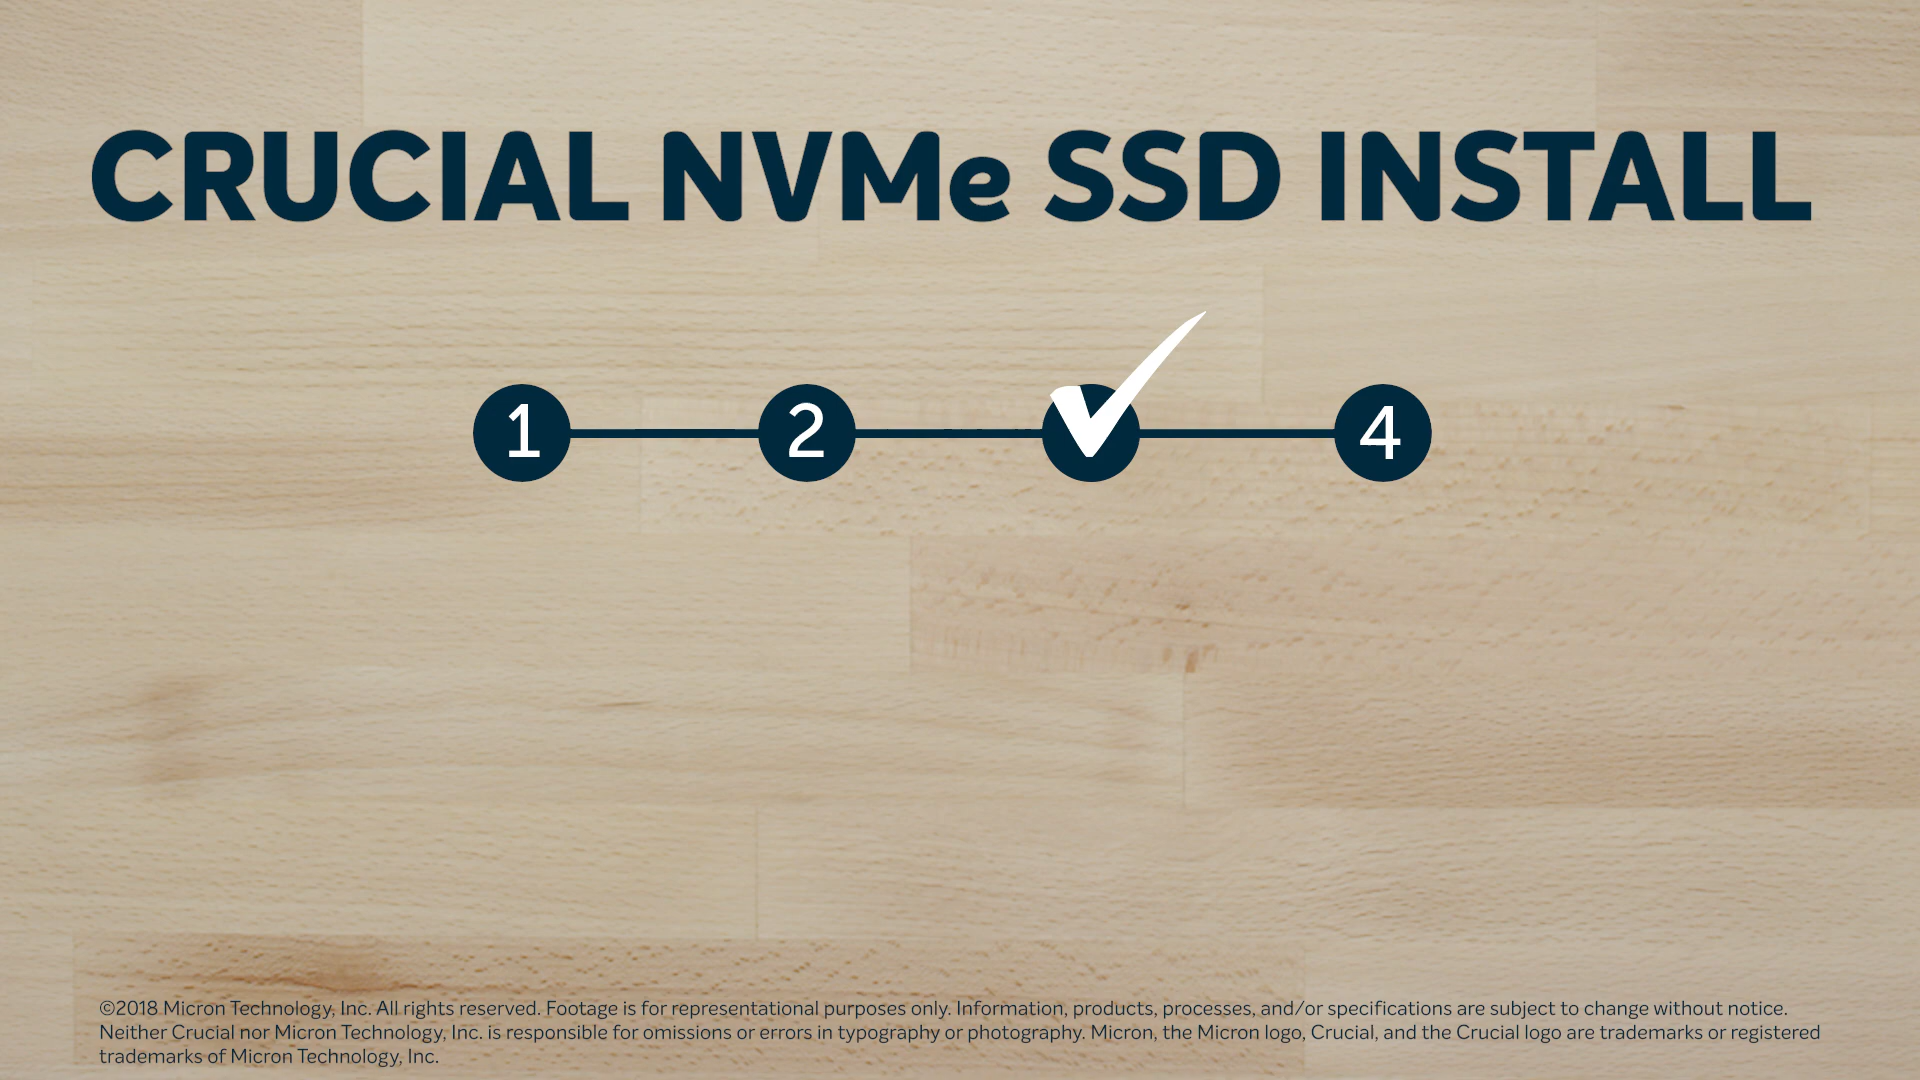 CRUCIAL NVMe SSD INSTALL
1 2 4
©2018 Micron Technology, Inc. All rights reserved. Footage is for representational purposes only. Information, products, processes, and/or specifications are subject to change without notice.
Neither Crucial nor Micron Technology, Inc. is responsible for omissions or errors in typography or photography. Micron, the Micron logo, Crucial, and the Crucial logo are trademarks or registered
trademarks of Micron Technology, Inc.